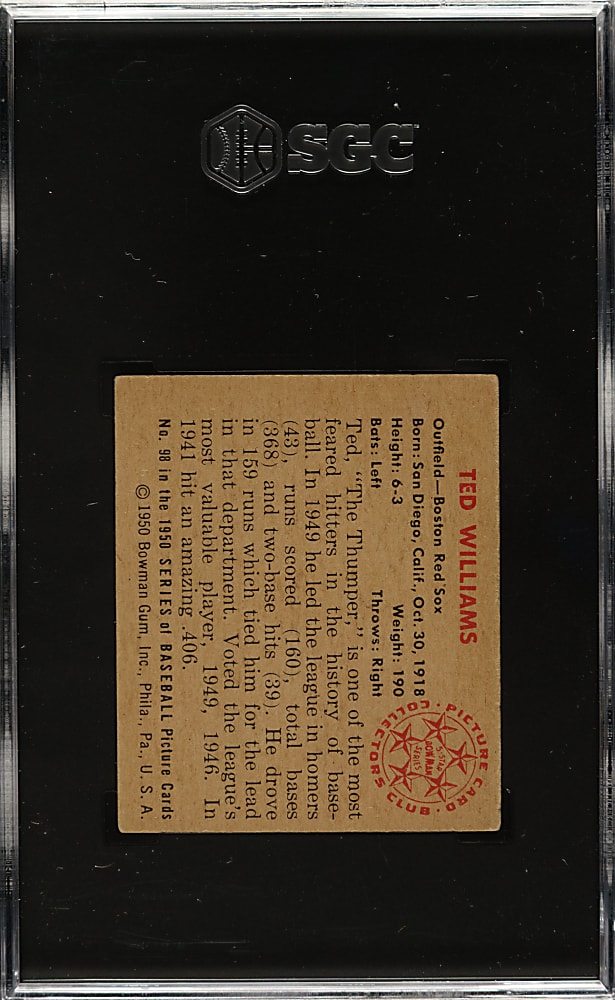 SGC
TED WILLIAMS
Outfield—Boston Red Sox
Born: San Diego, Calif., Oct. 30, 1918
Height: 6-3 Weight: 190
Bats: Left Throws: Right
Ted, "The Thumper," is one of the most
feared hitters in the history of base-
ball. In 1949 he led the league in homers
(43), runs scored (160), total bases
(368) and two-base hits (39). He drove
in 159 runs which tied him for the lead
in that department. Voted the league's
most valuable player, 1949, 1946. In
1941 hit an amazing .406.
No. 98 in the 1950 SERIES of BASEBALL Picture Cards
© 1950 Bowman Gum, Inc., Phila., Pa., U. S. A.
PICTURE CARD
COLLECTORS CLUB
5-STAR
BOWMAN
SERIES